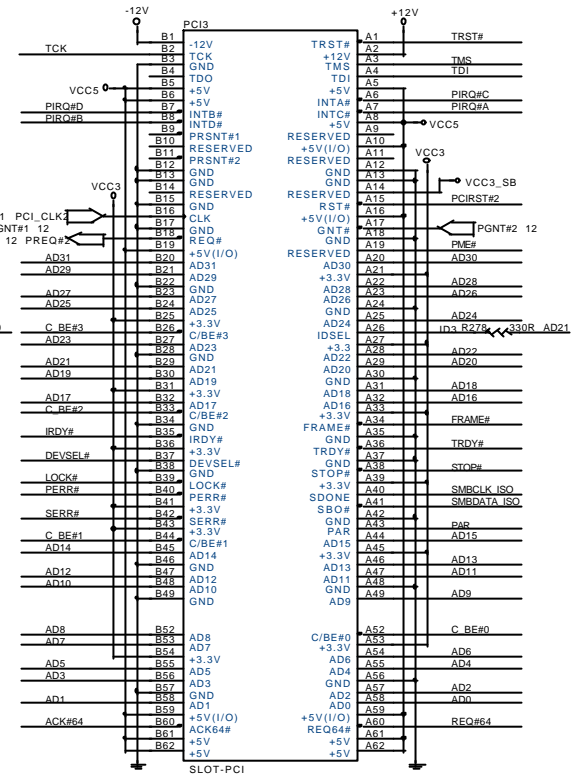 -12V +12V
PCI3
B1 -12V TRST# A1 TRST#
TCK B2 TCK +12V A2
B3 GND TMS A3 TMS
B4 TDO TDI A4 TDI
VCC5 B5 +5V +5V A5
B6 +5V INTA# A6 PIRQ#C
PIRQ#D B7 INTB# INTC# A7 PIRQ#A
PIRQ#B B8 INTD# +5V A8 VCC5
B9 PRSNT#1 RESERVED A9
B10 RESERVED +5V(I/O) A10
B11 PRSNT#2 RESERVED A11 VCC3
B12 GND GND A12
B13 GND GND A13
VCC3 B14 RESERVED RESERVED A14 VCC3_SB
B15 GND RST# A15 PCIRST#2
1 PCI_CLK2 B16 CLK +5V(I/O) A16
GNT#1 12 B17 GND GNT# A17 PGNT#2 12
12 PREQ#2 B18 REQ# GND A18
B19 +5V(I/O) RESERVED A19 PME#
AD31 B20 AD31 AD30 A20 AD30
AD29 B21 AD29 +3.3V A21
B22 GND AD28 A22 AD28
AD27 B23 AD27 AD26 A23 AD26
AD25 B24 AD25 GND A24
B25 +3.3V AD24 A25 AD24
C_BE#3 B26 C/BE#3 IDSEL A26 ID3 R278 330R AD21
AD23 B27 AD23 +3.3 A27
B28 GND AD22 A28 AD22
AD21 B29 AD21 AD20 A29 AD20
AD19 B30 AD19 GND A30
B31 +3.3V AD18 A31 AD18
AD17 B32 AD17 AD16 A32 AD16
C_BE#2 B33 C/BE#2 +3.3V A33
B34 GND FRAME# A34 FRAME#
IRDY# B35 IRDY# GND A35
B36 +3.3V TRDY# A36 TRDY#
DEVSEL# B37 DEVSEL# GND A37
B38 GND STOP# A38 STOP#
LOCK# B39 LOCK# +3.3V A39
PERR# B40 PERR# SDONE A40 SMBCLK_ISO
B41 +3.3V SBO# A41 SMBDATA_ISO
SERR# B42 SERR# GND A42
B43 +3.3V PAR A43 PAR
C_BE#1 B44 C/BE#1 AD15 A44 AD15
AD14 B45 AD14 +3.3V A45
B46 GND AD13 A46 AD13
AD12 B47 AD12 AD11 A47 AD11
AD10 B48 AD10 GND A48
B49 GND AD9 A49 AD9
AD8 B52 AD8 C/BE#0 A52 C_BE#0
AD7 B53 AD7 +3.3V A53
B54 +3.3V AD6 A54 AD6
AD5 B55 AD5 AD4 A55 AD4
AD3 B56 AD3 GND A56
B57 GND AD2 A57 AD2
AD1 B58 AD1 AD0 A58 AD0
B59 +5V(I/O) +5V(I/O) A59
ACK#64 B60 ACK64# REQ64# A60 REQ#64
B61 +5V +5V A61
B62 +5V +5V A62
SLOT-PCI